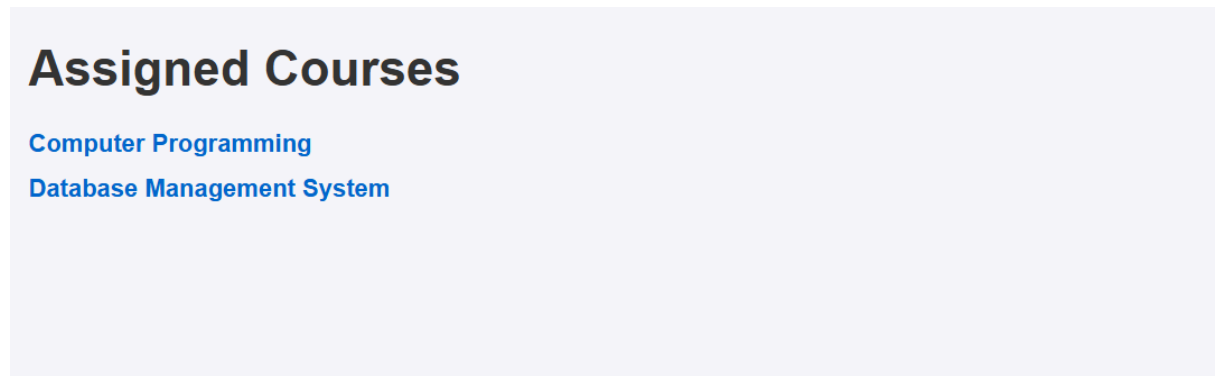 Assigned Courses
Computer Programming
Database Management System